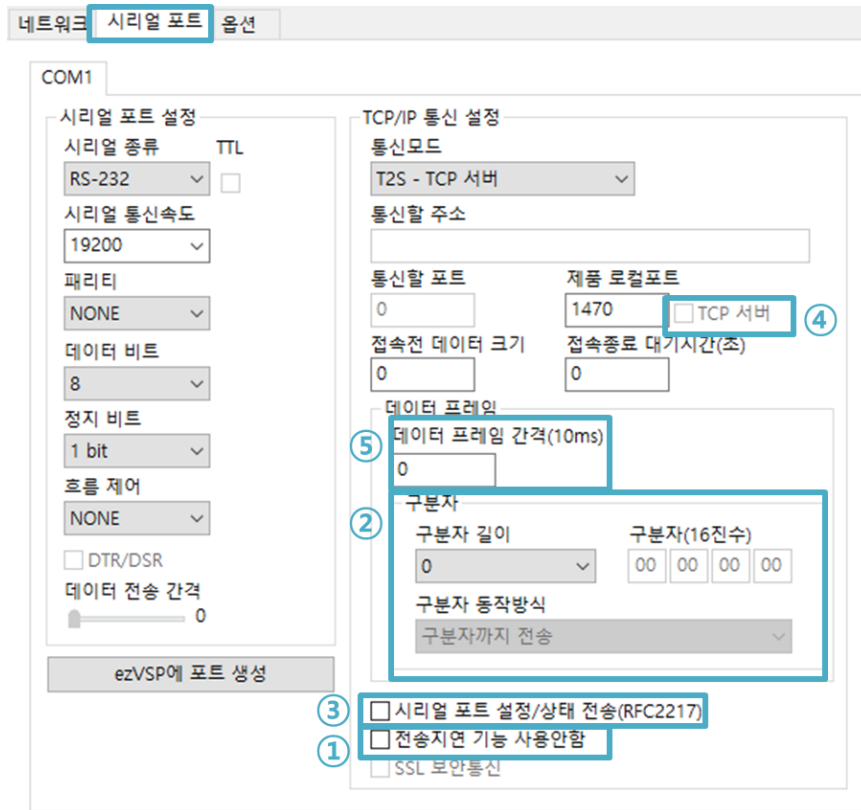 네트워크 시리얼 포트 옵션
COM1
시리얼 포트 설정
시리얼 종류 TTL
RS-232
시리얼 통신속도
19200
패리티
NONE
데이터 비트
8
정지 비트
1 bit
흐름 제어
NONE
DTR/DSR
데이터 전송 간격
0
ezVSP에 포트 생성
TCP/IP 통신 설정
통신모드
T2S - TCP 서버
통신할 주소
통신할 포트 제품 로컬포트
0 1470 TCP 서버 ④
접속전 데이터 크기 접속종료 대기시간(초)
0 0
데이터 프레임
⑤ 데이터 프레임 간격(10ms)
0
구분자
②
구분자 길이 구분자(16진수)
0 00 00 00 00
구분자 동작방식
구분자까지 전송
③ 시리얼 포트 설정/상태 전송(RFC2217)
① 전송지연 기능 사용안함
SSL 보안통신